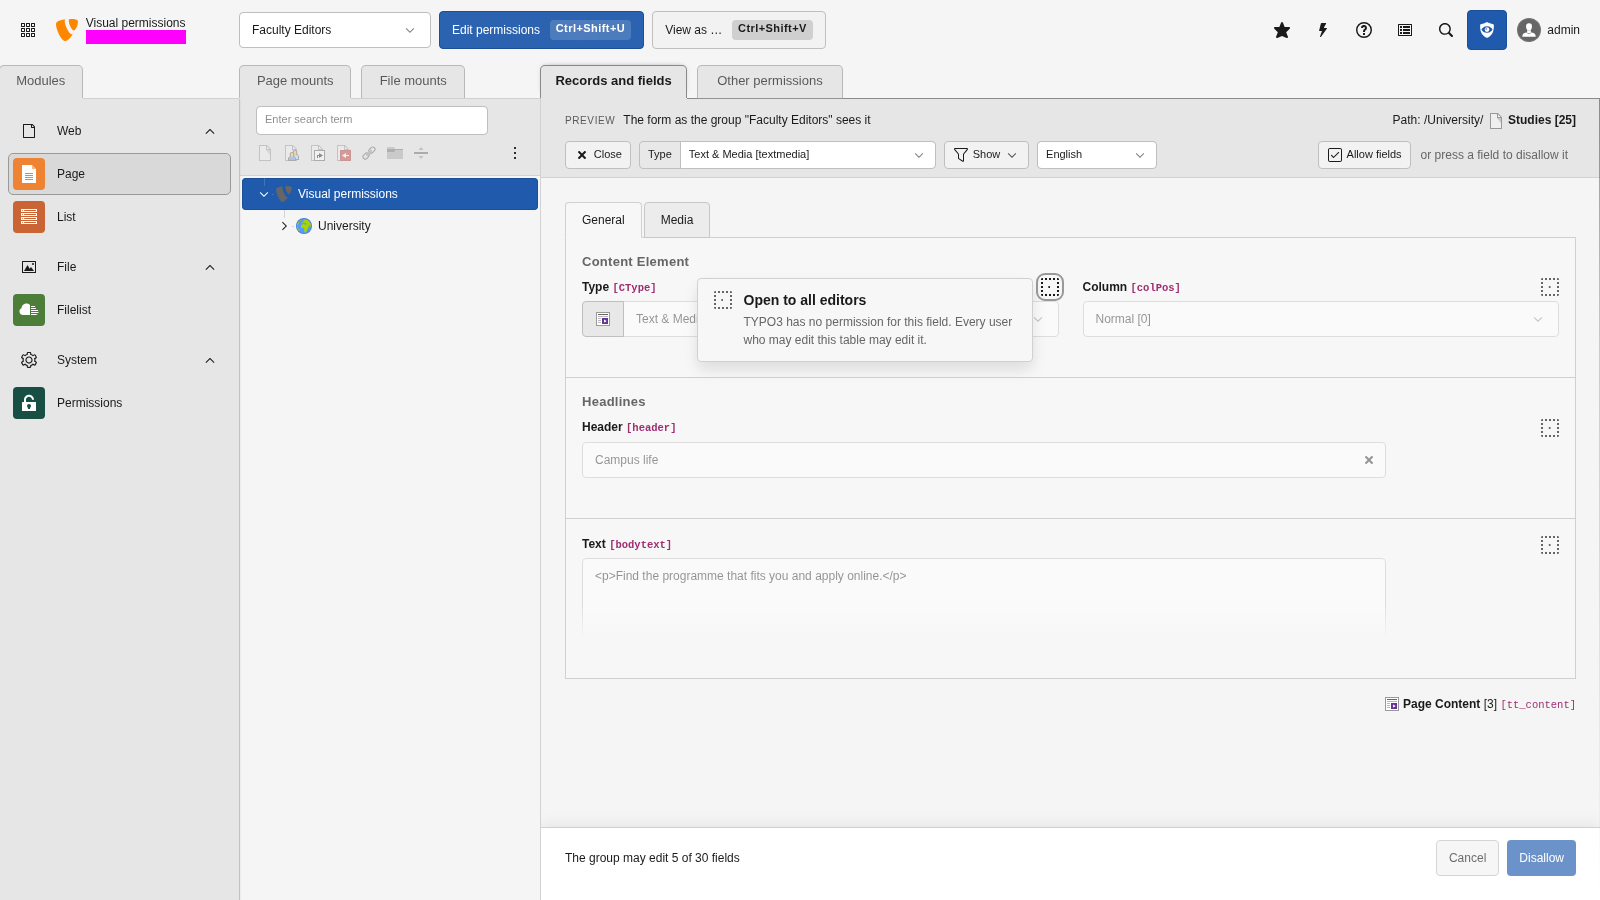 Visual permissions
Faculty Editors
Edit permissions Ctrl+Shift+U
View as ... Ctrl+Shift+V
admin
Modules
Page mounts
File mounts
Records and fields
Other permissions
Web
Page
List
File
Filelist
System
Permissions
Enter search term
Visual permissions
University
PREVIEW The form as the group "Faculty Editors" sees it
Path: /University/ Studies [25]
Close
Type Text & Media [textmedia]
Show
English
Allow fields or press a field to disallow it
General
Media
Content Element
Type [CType]
Text & Med
Open to all editors
TYPO3 has no permission for this field. Every user
who may edit this table may edit it.
Column [colPos]
Normal [0]
Headlines
Header [header]
Campus life
Text [bodytext]
<p>Find the programme that fits you and apply online.</p>
Page Content [3] [tt_content]
The group may edit 5 of 30 fields
Cancel
Disallow